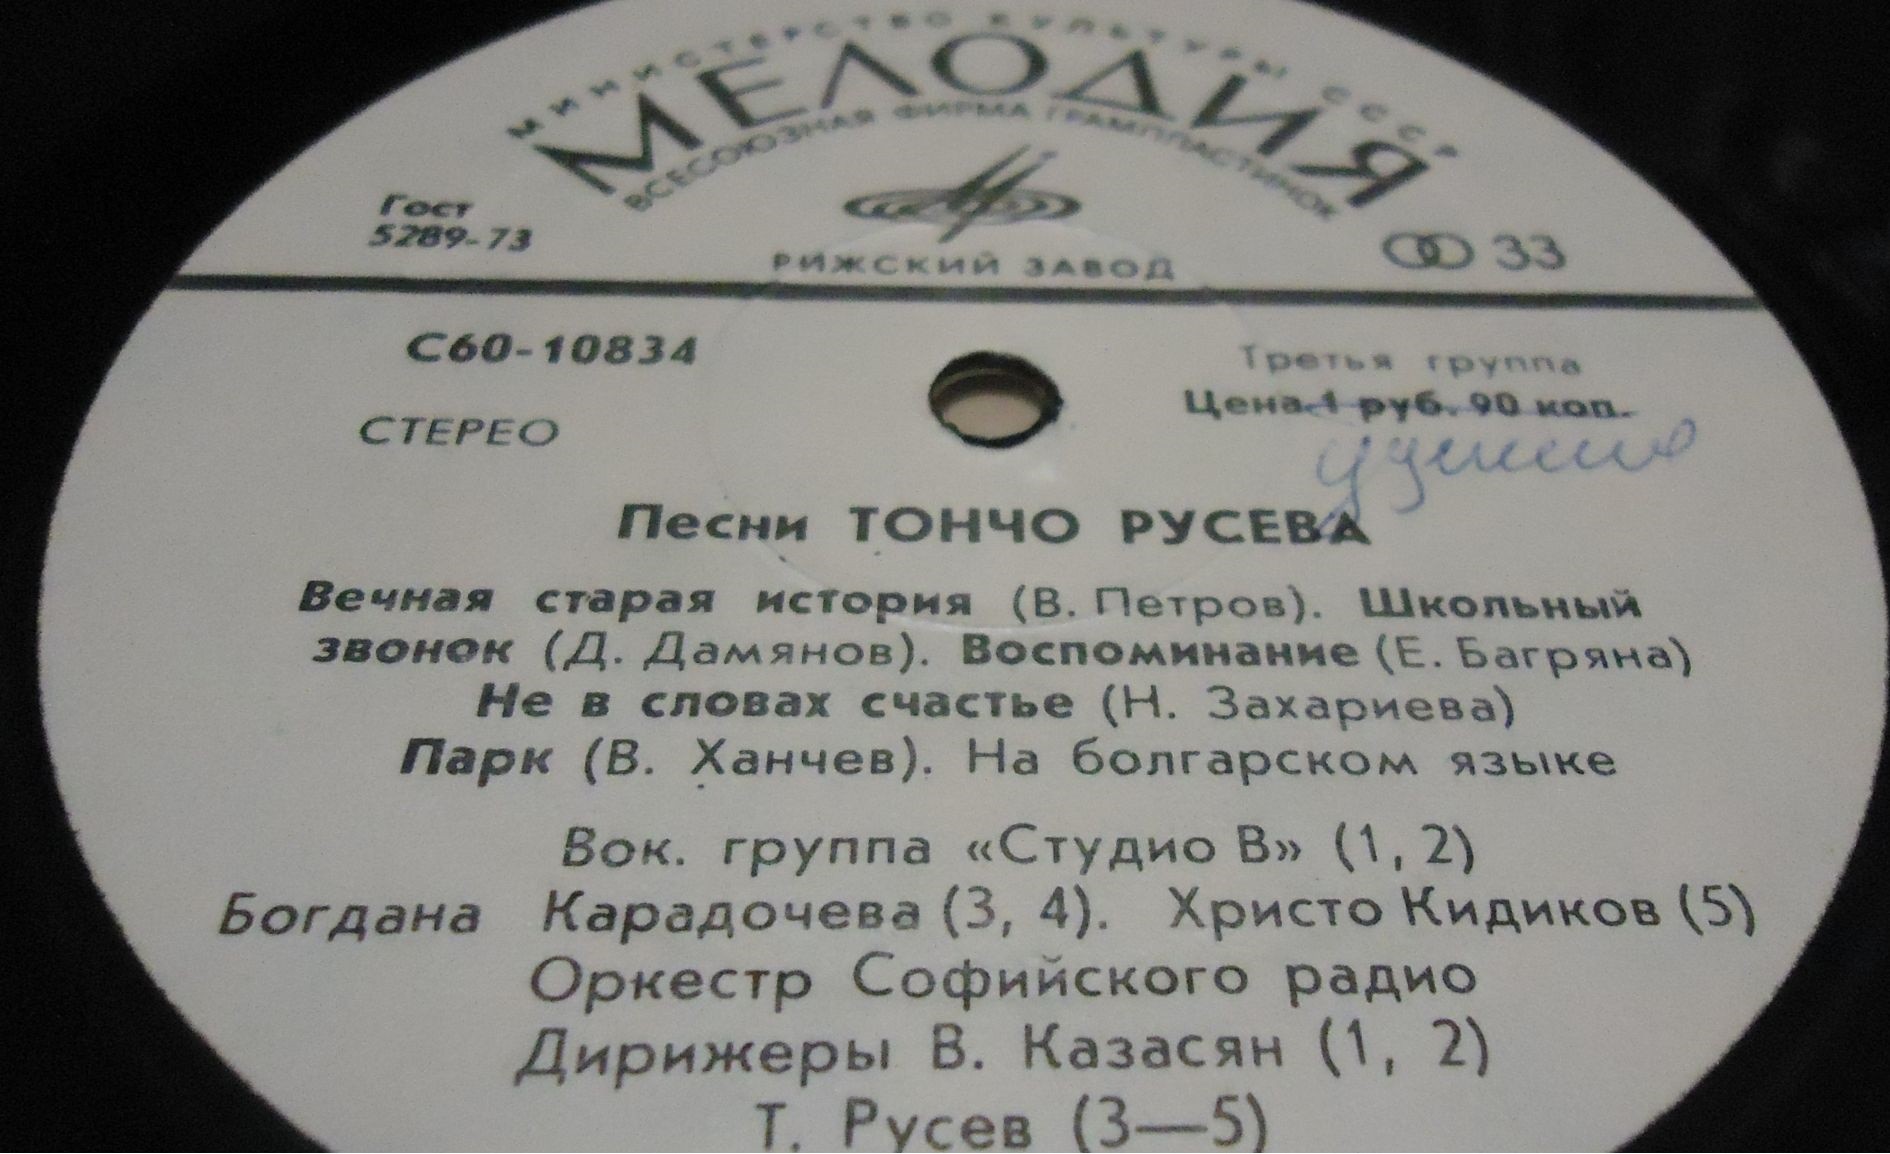 МИНИСТЕРСТВО КУЛЬТУРЫ СССР
МЕЛОДИЯ
ВСЕСОЮЗНАЯ ФИРМА ГРАМПЛАСТИНОК
Гост
5289-73
РИЖСКИЙ ЗАВОД
33
С60-10834
Третья группа
Цена 1 руб. 90 коп.
СТЕРЕО
Песни ТОНЧО РУСЕВА
Вечная старая история (В. Петров). Школьный
звонок (Д. Дамянов). Воспоминание (Е. Багряна)
Не в словах счастье (Н. Захариева)
Парк (В. Ханчев). На болгарском языке
Вок. группа «Студио В» (1, 2)
Богдана Карадочева (3, 4). Христо Кидиков (5)
Оркестр Софийского радио
Дирижеры В. Казасян (1, 2)
Т. Русев (3—5)